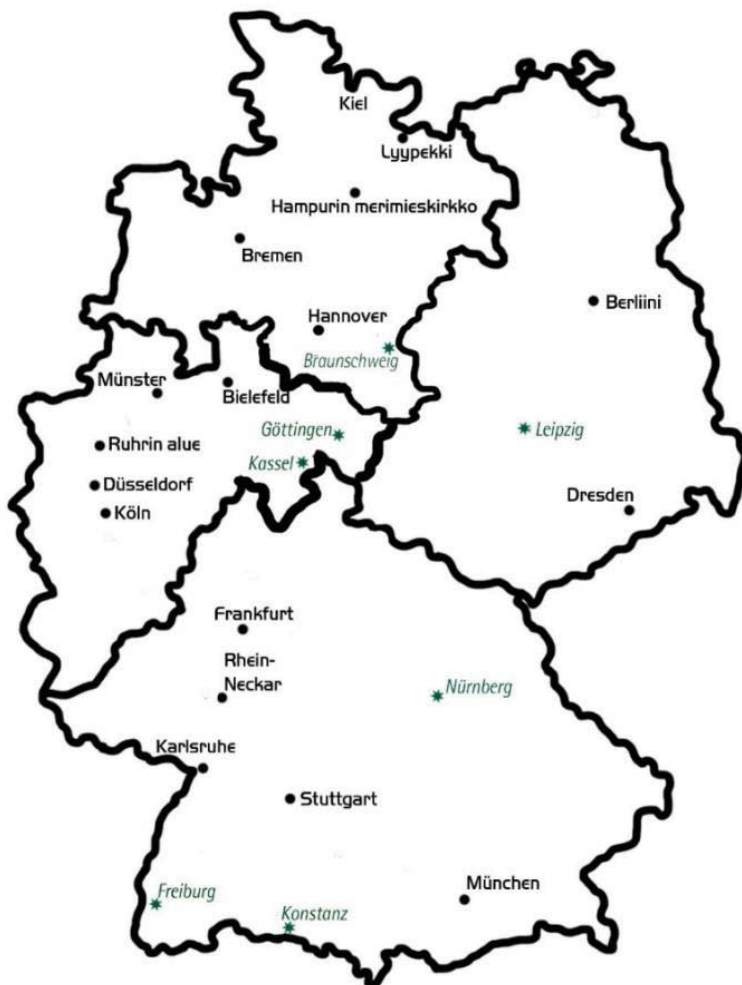 Kiel
Lyypekki
Hampurin merimieskirkko
Bremen
Berliini
Hannover
Braunschweig
Münster
Bielefeld
Göttingen
Leipzig
Ruhrin alue
Kassel
Düsseldorf
Dresden
Köln
Frankfurt
Rhein-
Neckar
Nürnberg
Karlsruhe
Stuttgart
München
Freiburg
Konstanz